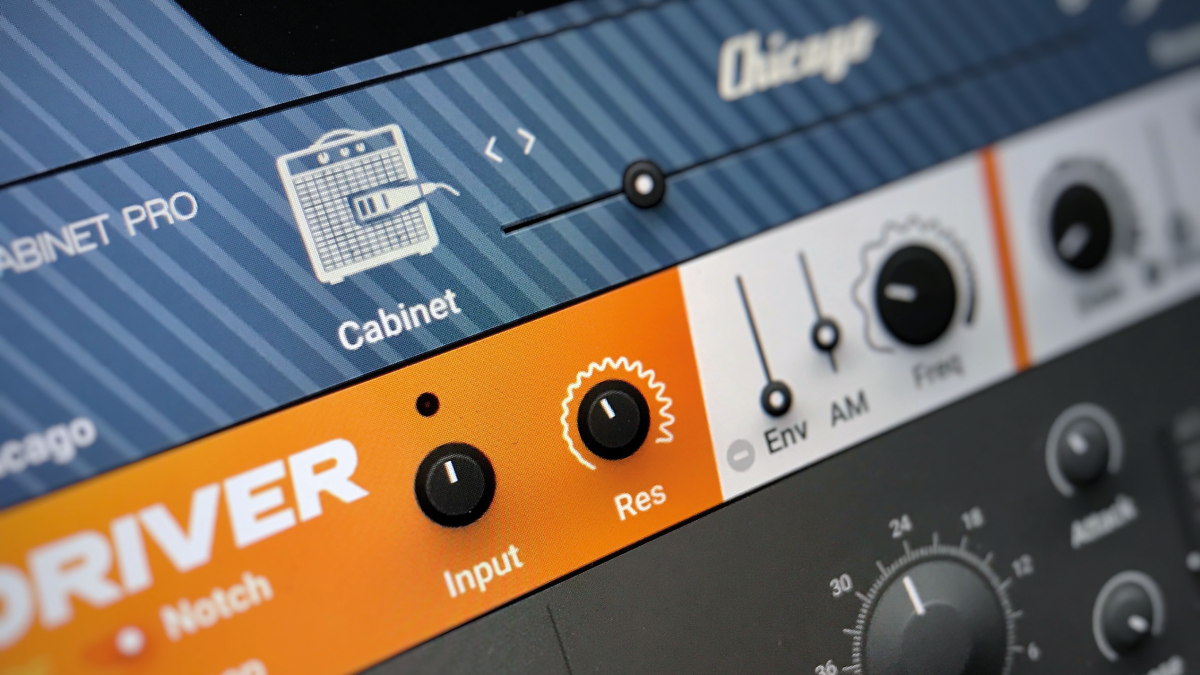 Chicago
ABINET PRO
Cabinet
cago
DRIVER
Notch
Input
Res
Env
AM
Freq
Attack
36
30
24
18
12
6